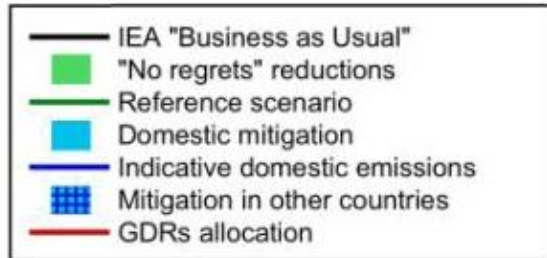 IEA "Business as Usual"
"No regrets" reductions
Reference scenario
Domestic mitigation
Indicative domestic emissions
Mitigation in other countries
GDRs allocation